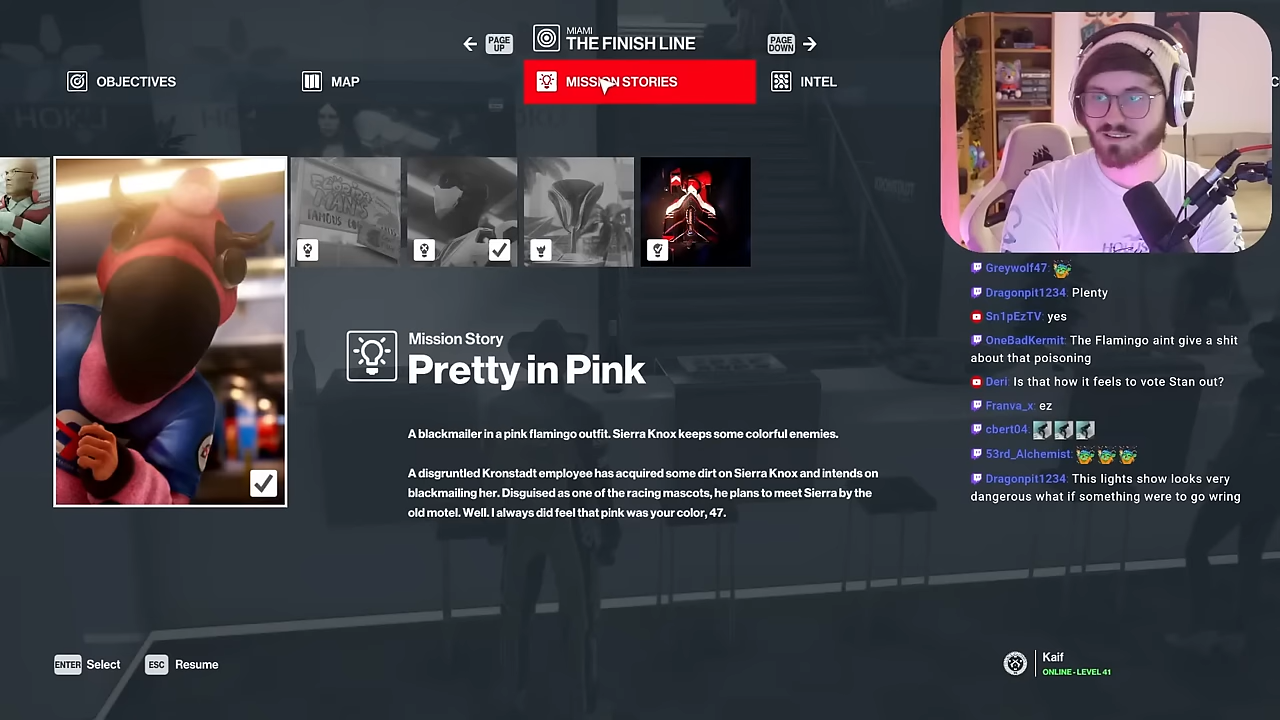 PAGE UP
MIAMI
THE FINISH LINE
PAGE DOWN
OBJECTIVES
MAP
MISSION STORIES
INTEL
Mission Story
Pretty in Pink
A blackmailer in a pink flamingo outfit. Sierra Knox keeps some colorful enemies.
A disgruntled Kronstadt employee has acquired some dirt on Sierra Knox and intends on
blackmailing her. Disguised as one of the racing mascots, he plans to meet Sierra by the
old motel. Well. I always did feel that pink was your color, 47.
Greywolf47:
Dragonpit1234: Plenty
Sn1pEzTV: yes
OneBadKermit: The Flamingo aint give a shit
about that poisoning
Deri: Is that how it feels to vote Stan out?
Franva_x: ez
cbert04:
53rd_Alchemist:
Dragonpit1234: This lights show looks very
dangerous what if something were to go wring
ENTER Select
ESC Resume
Kaif
ONLINE - LEVEL 41